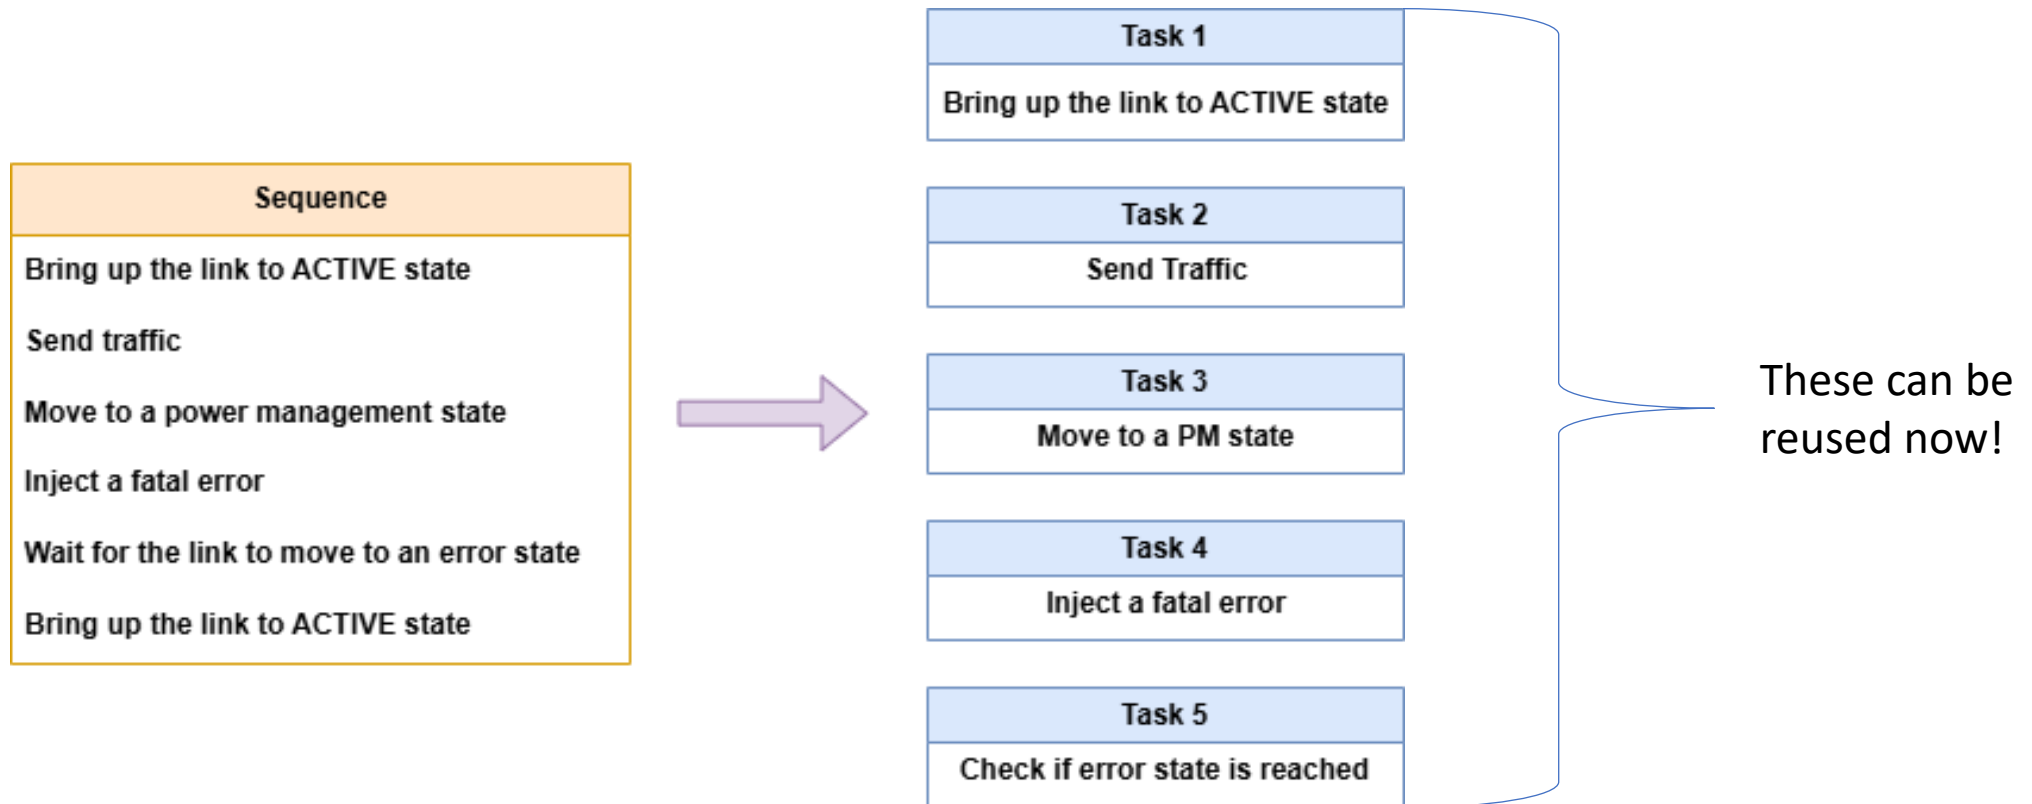 Sequence
Bring up the link to ACTIVE state
Send traffic
Move to a power management state
Inject a fatal error
Wait for the link to move to an error state
Bring up the link to ACTIVE state
Task 1
Bring up the link to ACTIVE state
Task 2
Send Traffic
Task 3
Move to a PM state
Task 4
Inject a fatal error
Task 5
Check if error state is reached
These can be
reused now!